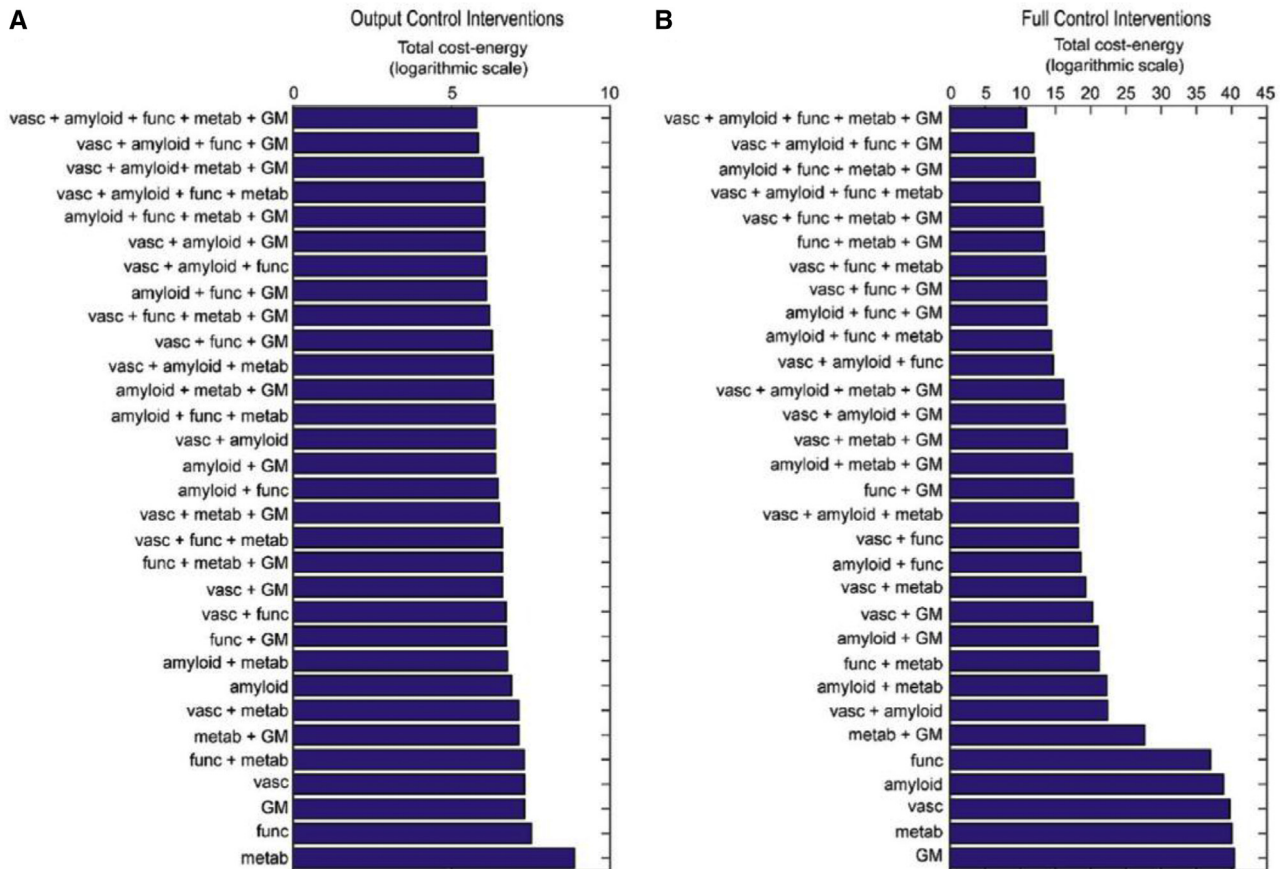 A
Output Control Interventions
Total cost-energy
(logarithmic scale)
0 5 10
vasc + amyloid + func + metab + GM
vasc + amyloid + func + GM
vasc + amyloid+ metab + GM
vasc + amyloid + func + metab
amyloid + func + metab + GM
vasc + amyloid + GM
vasc + amyloid + func
amyloid + func + GM
vasc + func + metab + GM
vasc + func + GM
vasc + amyloid + metab
amyloid + metab + GM
amyloid + func + metab
vasc + amyloid
amyloid + GM
amyloid + func
vasc + metab + GM
vasc + func + metab
func + metab + GM
vasc + GM
vasc + func
func + GM
amyloid + metab
amyloid
vasc + metab
metab + GM
func + metab
vasc
GM
func
metab
B
Full Control Interventions
Total cost-energy
(logarithmic scale)
0 5 10 15 20 25 30 35 40 45
vasc + amyloid + func + metab + GM
vasc + amyloid + func + GM
amyloid + func + metab + GM
vasc + amyloid + func + metab
vasc + func + metab + GM
func + metab + GM
vasc + func + metab
vasc + func + GM
amyloid + func + GM
amyloid + func + metab
vasc + amyloid + func
vasc + amyloid + metab + GM
vasc + amyloid + GM
vasc + metab + GM
amyloid + metab + GM
func + GM
vasc + amyloid + metab
vasc + func
amyloid + func
vasc + metab
vasc + GM
amyloid + GM
func + metab
amyloid + metab
vasc + amyloid
metab + GM
func
amyloid
vasc
metab
GM